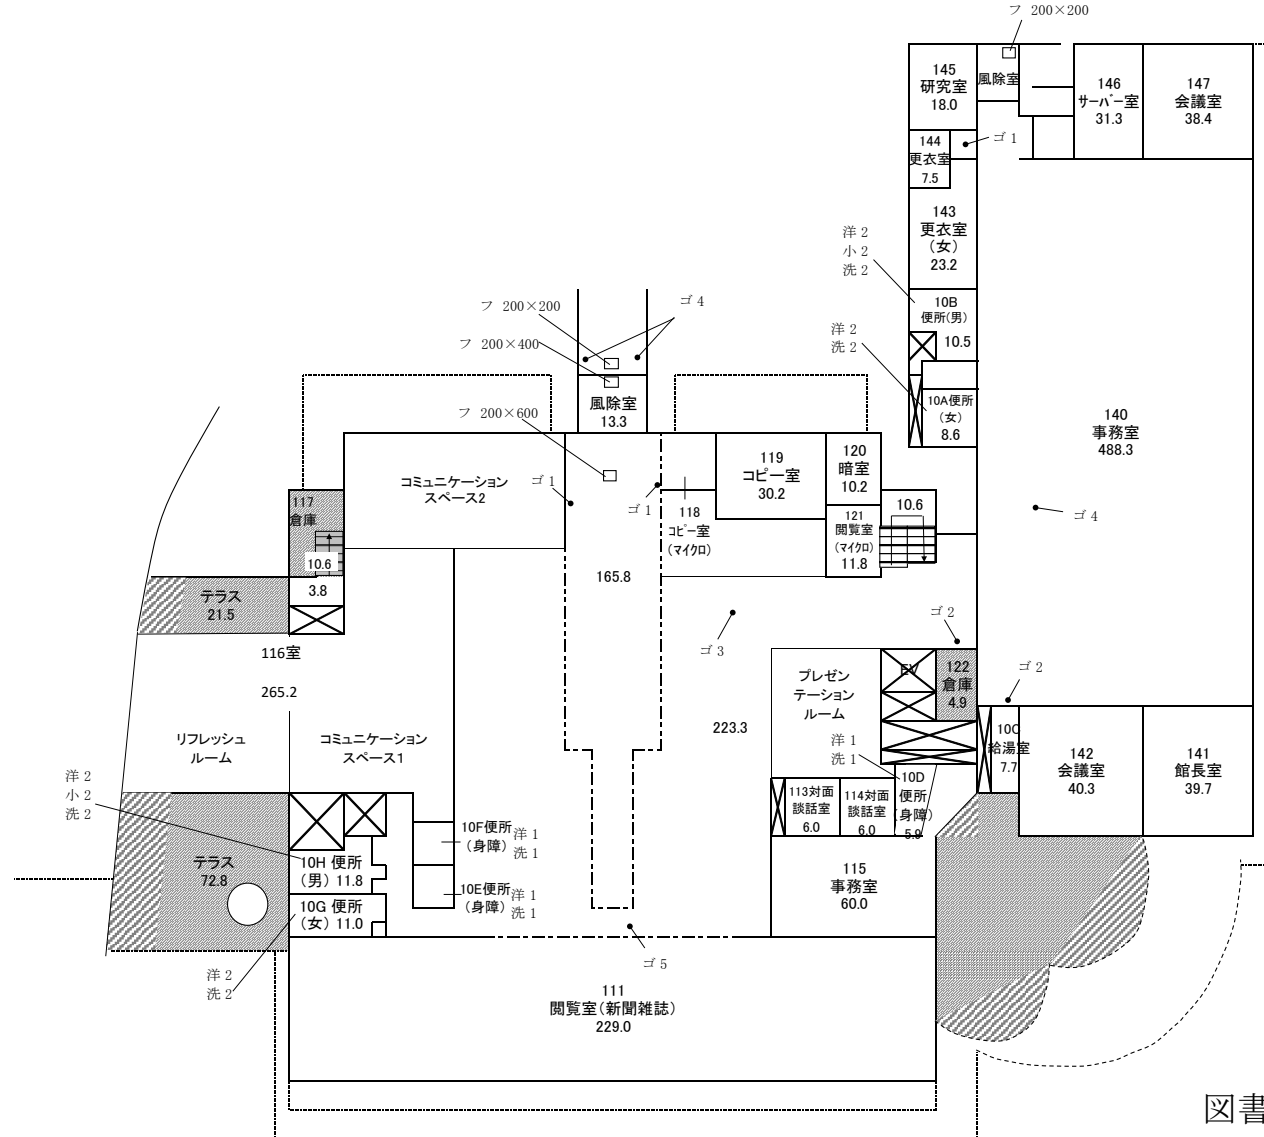 フ 200×200
145
研究室
18.0
風除室
146
サーバー室
31.3
147
会議室
38.4
ゴ1
144
更衣室
7.5
143
更衣室
(女)
23.2
洋2
小2
洗2
10B
便所(男)
10.5
洋2
洗2
10A便所
(女)
8.6
140
事務室
488.3
ゴ4
フ 200×200
ゴ4
フ 200×400
風除室
13.3
フ 200×600
コミュニケーション
スペース2
ゴ1
ゴ1
118
コピー室
(マイクロ)
119
コピー室
30.2
120
暗室
10.2
121
閲覧室
(マイクロ)
11.8
10.6
117
倉庫
10.6
3.8
テラス
21.5
165.8
116室
265.2
ゴ3
ゴ2
プレゼン
テーション
ルーム
EV
122
倉庫
4.9
ゴ2
223.3
リフレッシュ
ルーム
コミュニケーション
スペース1
洋1
洗1
10C
給湯室
7.7
142
会議室
40.3
141
館長室
39.7
洋2
小2
洗2
113対面
談話室
6.0
114対面
談話室
6.0
10D
便所
(身障)
5.9
10F便所
(身障)
洋1
洗1
テラス
72.8
10H 便所
(男) 11.8
10E便所
(身障)
洋1
洗1
10G 便所
(女) 11.0
115
事務室
60.0
洋2
洗2
ゴ5
111
閲覧室(新聞雑誌)
229.0
図書